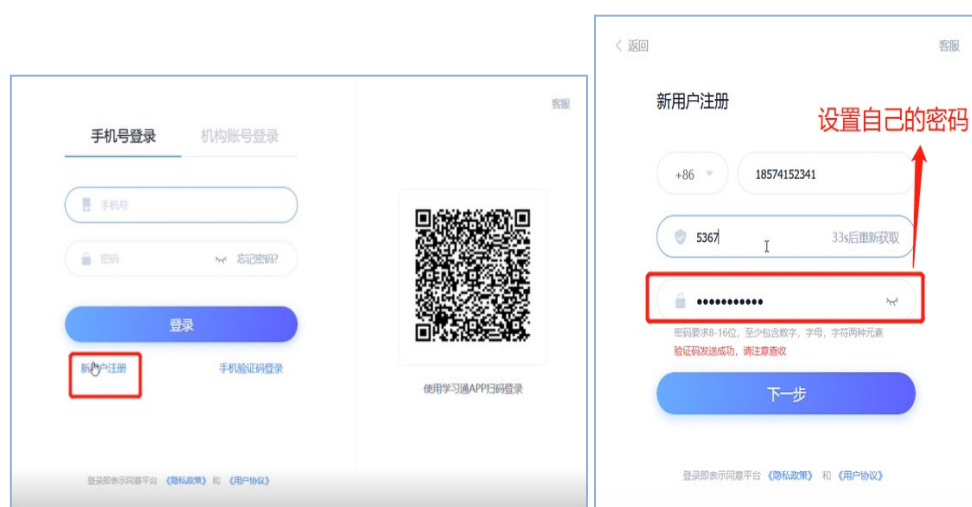 客服
手机号登录 机构账号登录
手机号
密码 忘记密码?
登录
新用户注册 手机验证码登录
使用学习通APP扫码登录
登录即表示同意平台 《隐私政策》 和 《用户协议》
返回 客服
新用户注册
设置自己的密码
+86 18574152341
5367 33s后重新获取
密码要求8-16位, 至少包含数字, 字母, 字符两种元素
验证码发送成功, 请注意查收
下一步
登录即表示同意平台 《隐私政策》 和 《用户协议》